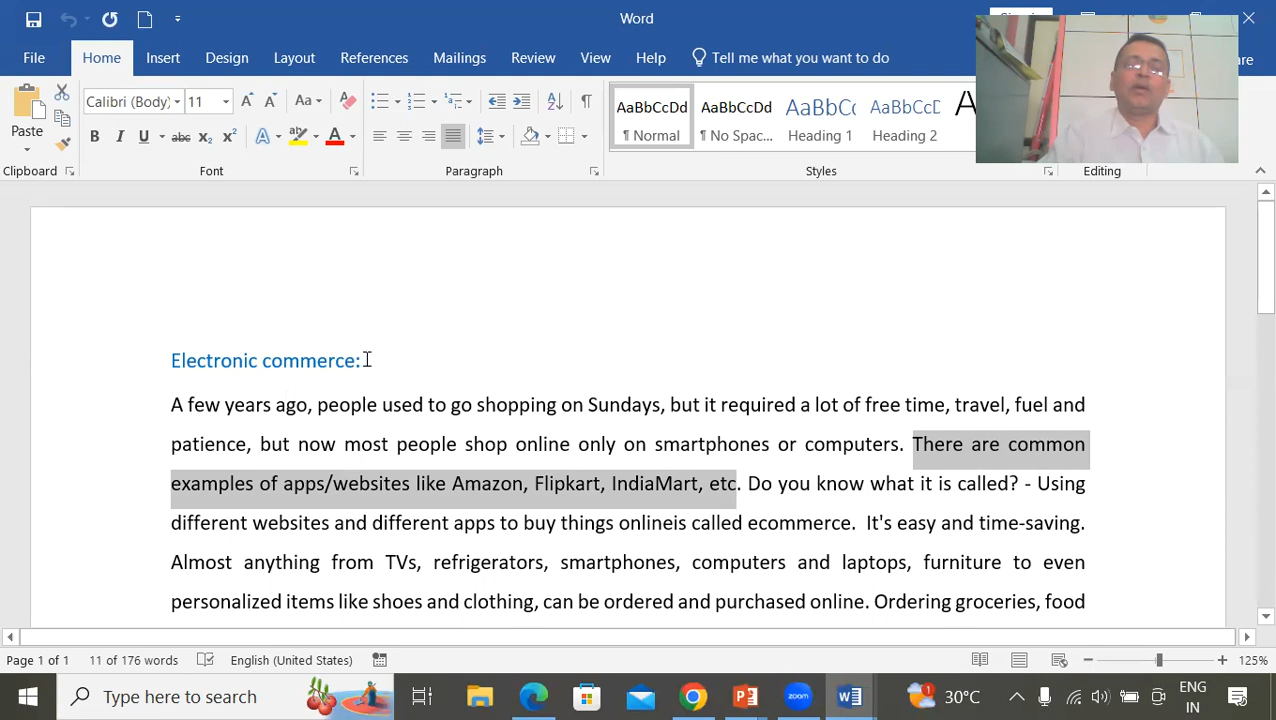 Word
File Home Insert Design Layout References Mailings Review View Help Tell me what you want to do
Paste
Calibri (Body) 11
AaBbCcDd AaBbCcDd AaBbCc AaBbCcD
¶ Normal ¶ No Spac... Heading 1 Heading 2
Clipboard Font Paragraph Styles Editing
Electronic commerce:
A few years ago, people used to go shopping on Sundays, but it required a lot of free time, travel, fuel and
patience, but now most people shop online only on smartphones or computers. There are common
examples of apps/websites like Amazon, Flipkart, IndiaMart, etc. Do you know what it is called? - Using
different websites and different apps to buy things onlineis called ecommerce. It's easy and time-saving.
Almost anything from TVs, refrigerators, smartphones, computers and laptops, furniture to even
personalized items like shoes and clothing, can be ordered and purchased online. Ordering groceries, food
Page 1 of 1 11 of 176 words English (United States) 125%
Type here to search zoom 30°C ENG
IN